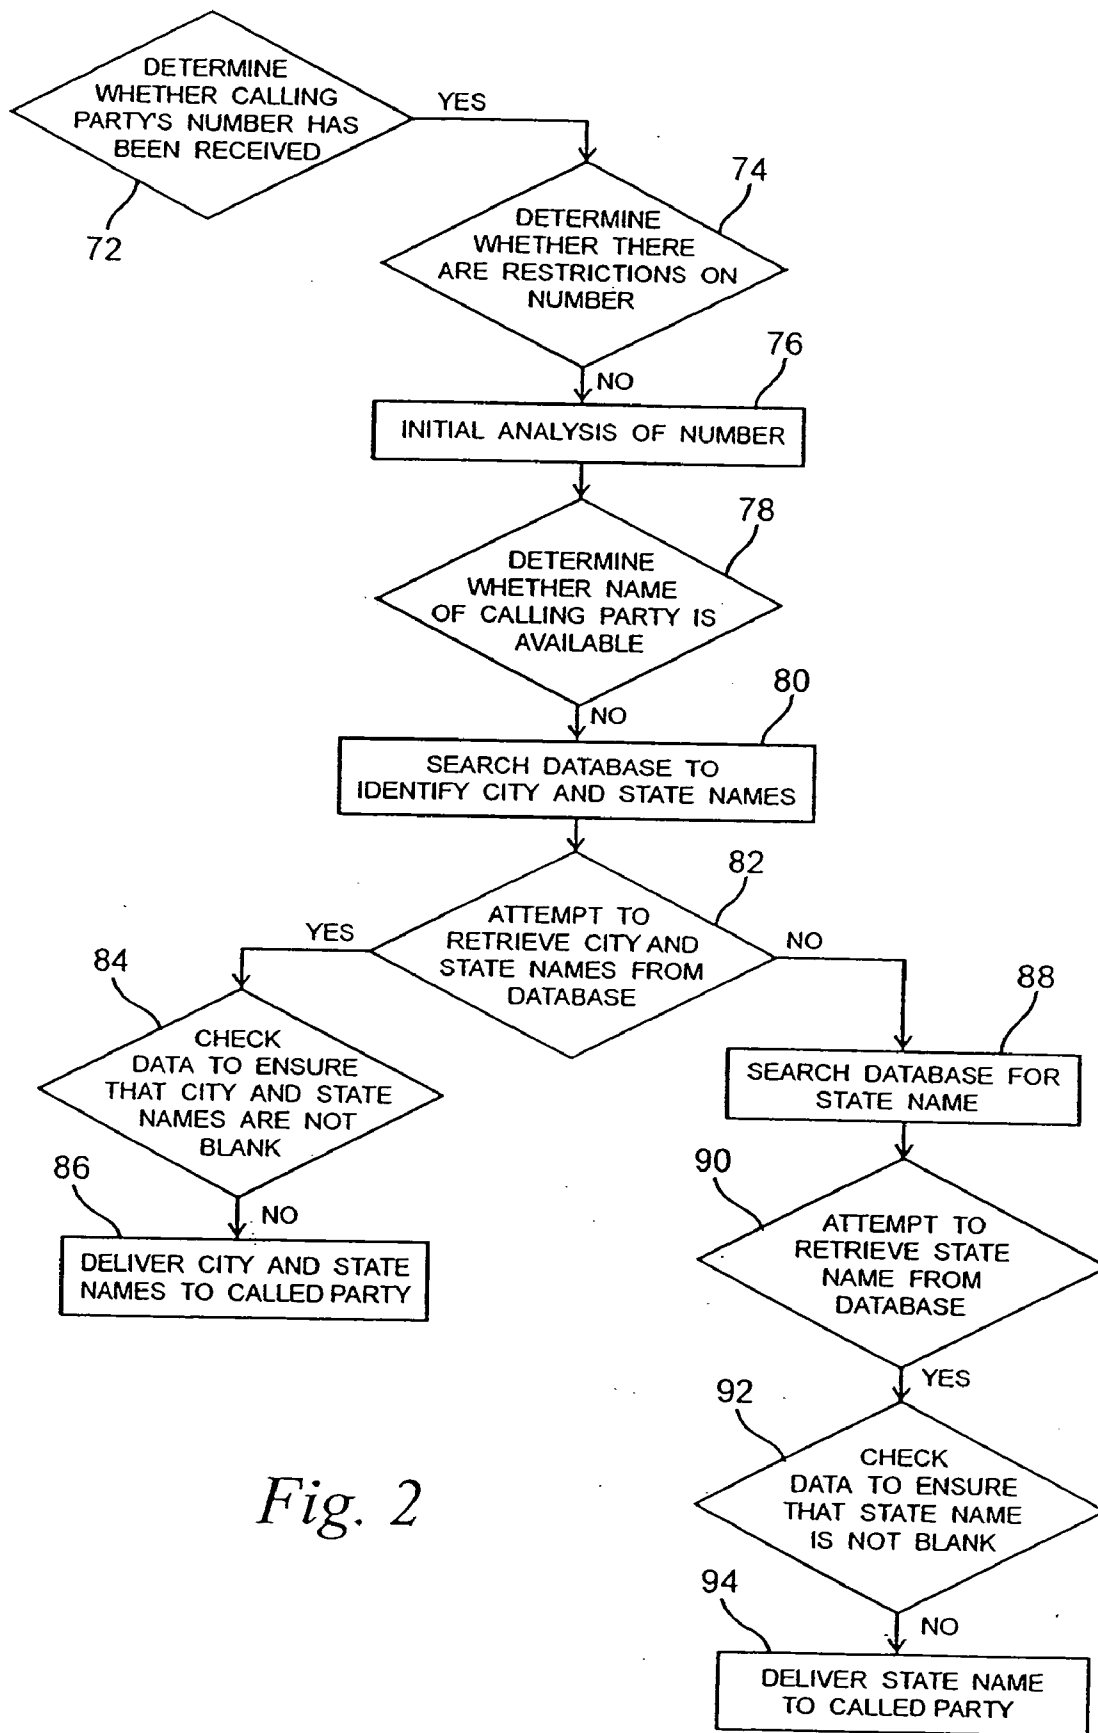 DETERMINE
WHETHER CALLING
PARTY'S NUMBER HAS
BEEN RECEIVED
YES
72
74
DETERMINE
WHETHER THERE
ARE RESTRICTIONS ON
NUMBER
NO
76
INITIAL ANALYSIS OF NUMBER
78
DETERMINE
WHETHER NAME
OF CALLING PARTY IS
AVAILABLE
NO
80
SEARCH DATABASE TO
IDENTIFY CITY AND STATE NAMES
82
ATTEMPT TO
RETRIEVE CITY AND
STATE NAMES FROM
DATABASE
YES
NO
84
CHECK
DATA TO ENSURE
THAT CITY AND STATE
NAMES ARE NOT
BLANK
NO
86
DELIVER CITY AND STATE
NAMES TO CALLED PARTY
88
SEARCH DATABASE FOR
STATE NAME
90
ATTEMPT TO
RETRIEVE STATE
NAME FROM
DATABASE
YES
92
CHECK
DATA TO ENSURE
THAT STATE NAME
IS NOT BLANK
NO
94
DELIVER STATE NAME
TO CALLED PARTY
Fig. 2